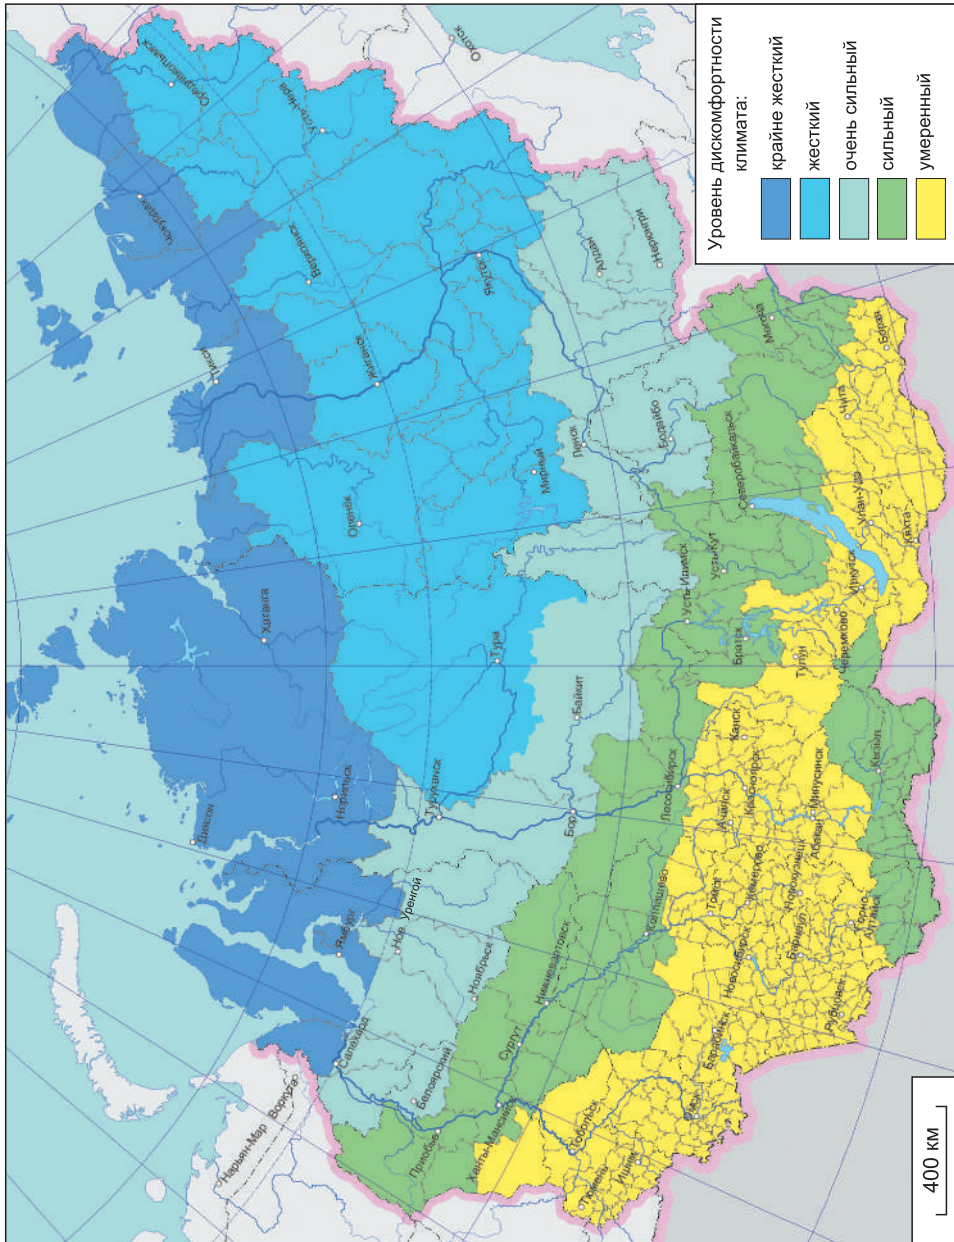 Уровень дискомфортности
климата:
крайне жесткий
жесткий
очень сильный
сильный
умеренный
400 км
Нарьян-Мар
Воркута
Салехард
Ямбург
Диксон
Норильск
Хатанга
Тикси
Чокурдах
Среднеколымск
Усть-Нера
Охотск
Верхоянск
Жиганск
Оленёк
Якутск
Мирный
Тура
Туруханск
Нов. Уренгой
Ноябрьск
Белоярский
Приобье
Ханты-Мансийск
Сургут
Нижневартовск
Бор
Байкит
Ленск
Бодайбо
Алдан
Нерюнгри
Могоча
Северобайкальск
Усть-Кут
Усть-Илимск
Братск
Лесосибирск
Колпашево
Тобольск
Тюмень
Ишим
Омск
Барабинск
Новосибирск
Томск
Кемерово
Новокузнецк
Барнаул
Рубцовск
Горно-
Алтайск
Ачинск
Красноярск
Канск
Абакан
Минусинск
Кызыл
Тулун
Черемхово
Иркутск
Улан-Удэ
Кяхта
Чита
Борзя